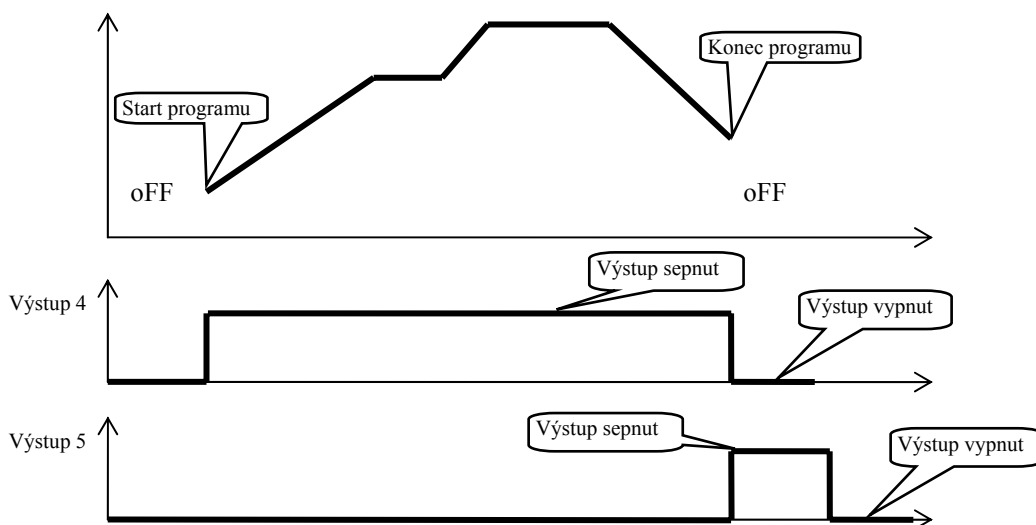 Konec programu
Start programu
oFF
oFF
Výstup sepnut
Výstup 4
Výstup vypnut
Výstup sepnut
Výstup 5
Výstup vypnut